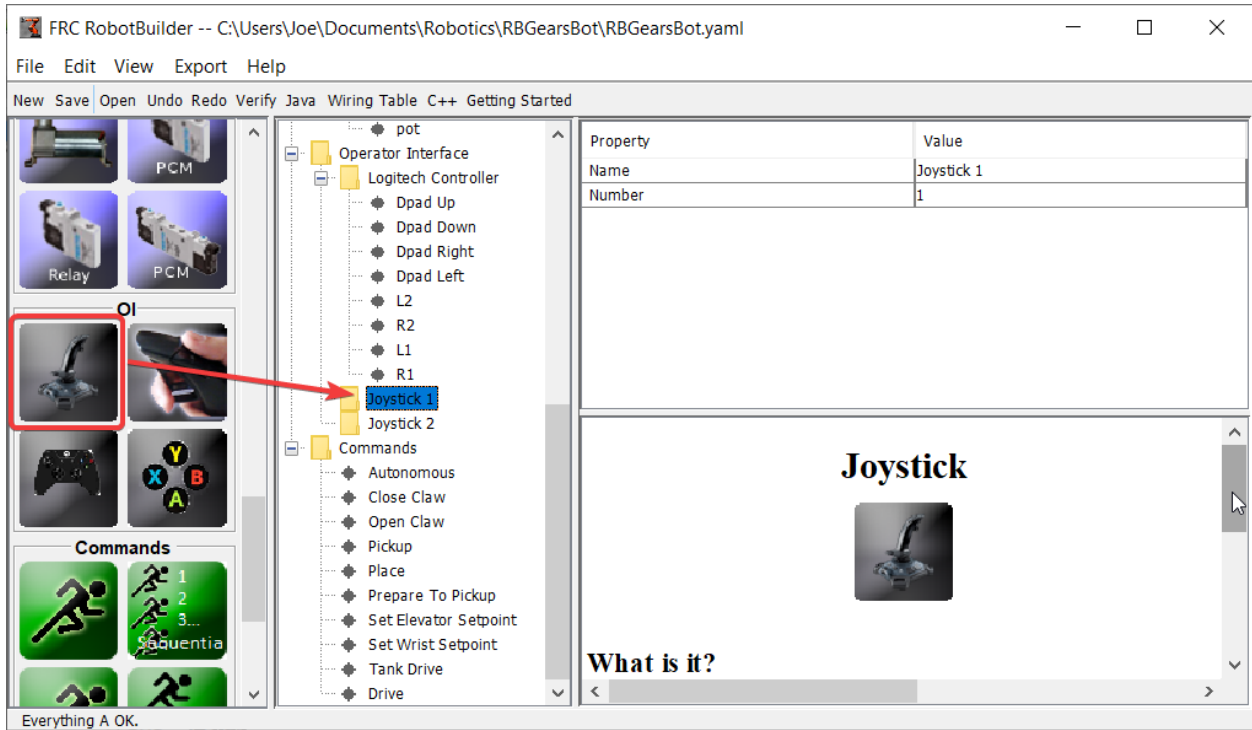 FRC RobotBuilder -- C:\Users\Joe\Documents\Robotics\RBGearsBot\RBGearsBot.yaml
File Edit View Export Help
New Save Open Undo Redo Verify Java Wiring Table C++ Getting Started
PCM
Relay
PCM
OI
Y
X
B
A
Commands
1
2
3...
Sequentia
pot
Operator Interface
Logitech Controller
Dpad Up
Dpad Down
Dpad Right
Dpad Left
L2
R2
L1
R1
Joystick 1
Joystick 2
Commands
Autonomous
Close Claw
Open Claw
Pickup
Place
Prepare To Pickup
Set Elevator Setpoint
Set Wrist Setpoint
Tank Drive
Drive
Property Value
Name Joystick 1
Number 1
Joystick
What is it?
Everything A OK.